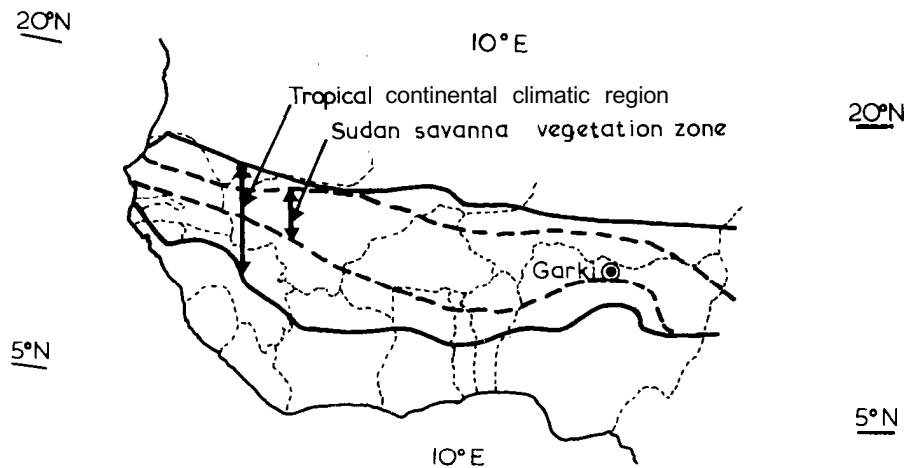 20°N
10°E
Tropical continental climatic region
20°N
Sudan savanna vegetation zone
Garki
5°N
5°N
10°E